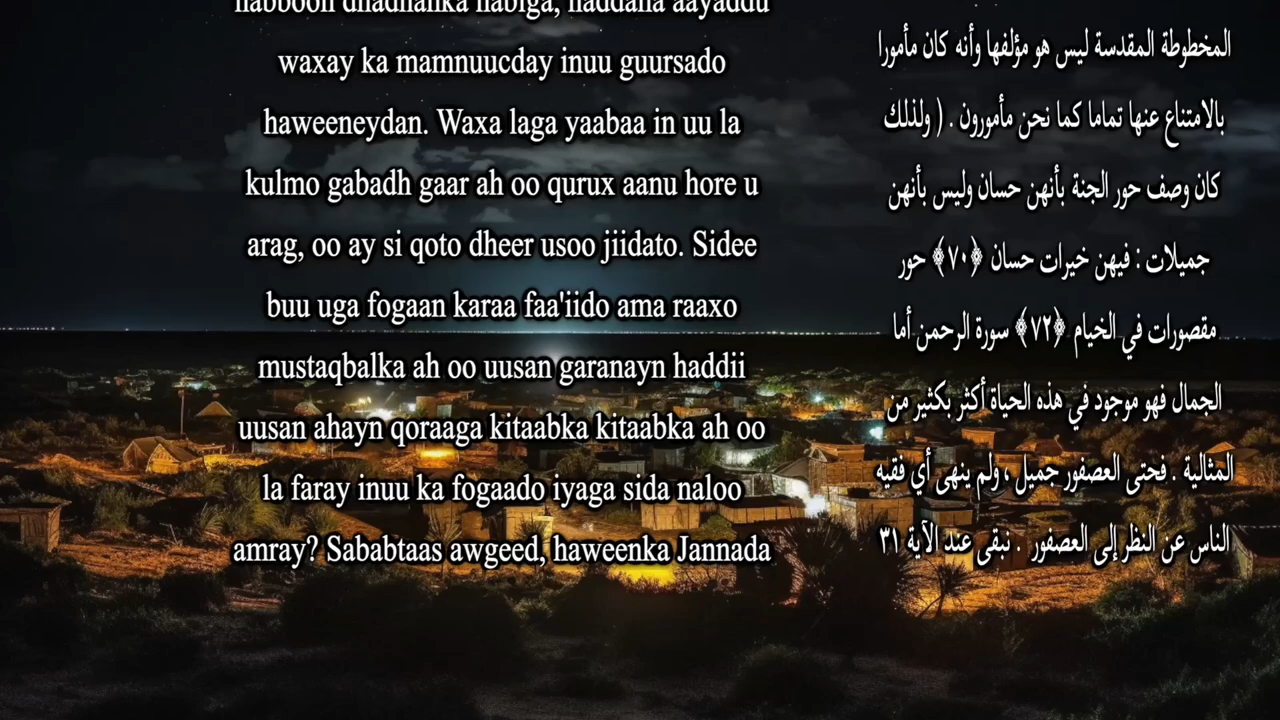 habboon dhadhanka nabiga, haddana aayaddu
waxay ka mamnuucday inuu guursado
haweeneydan. Waxa laga yaabaa in uu la
kulmo gabadh gaar ah oo qurux aanu hore u
arag, oo ay si qoto dheer usoo jiidato. Sidee
buu uga fogaan karaa faa'iido ama raaxo
mustaqbalka ah oo uusan garanayn haddii
uusan ahayn qoraaga kitaabka kitaabka ah oo
la faray inuu ka fogaado iyaga sida naloo
amray? Sababtaas awgeed, haweenka Jannada
المخطوطة المقدسة ليس هو مؤلفها وأنه كان مأمورا
بالامتناع عنها تماما كما نحن مأمورون . ( ولذلك
كان وصف حور الجنة بأنهن حسان وليس بأنهن
جميلات : فيهن خيرات حسان ﴿٧٠﴾ حور
مقصورات في الخيام ﴿٧٢﴾ سورة الرحمن أما
الجمال فهو موجود في هذه الحياة أكثر بكثير من
المثالية . فحتى العصفور جميل ، ولم ينهى أي فقيه
الناس عن النظر إلى العصفور . نبقى عند الآية ٣١